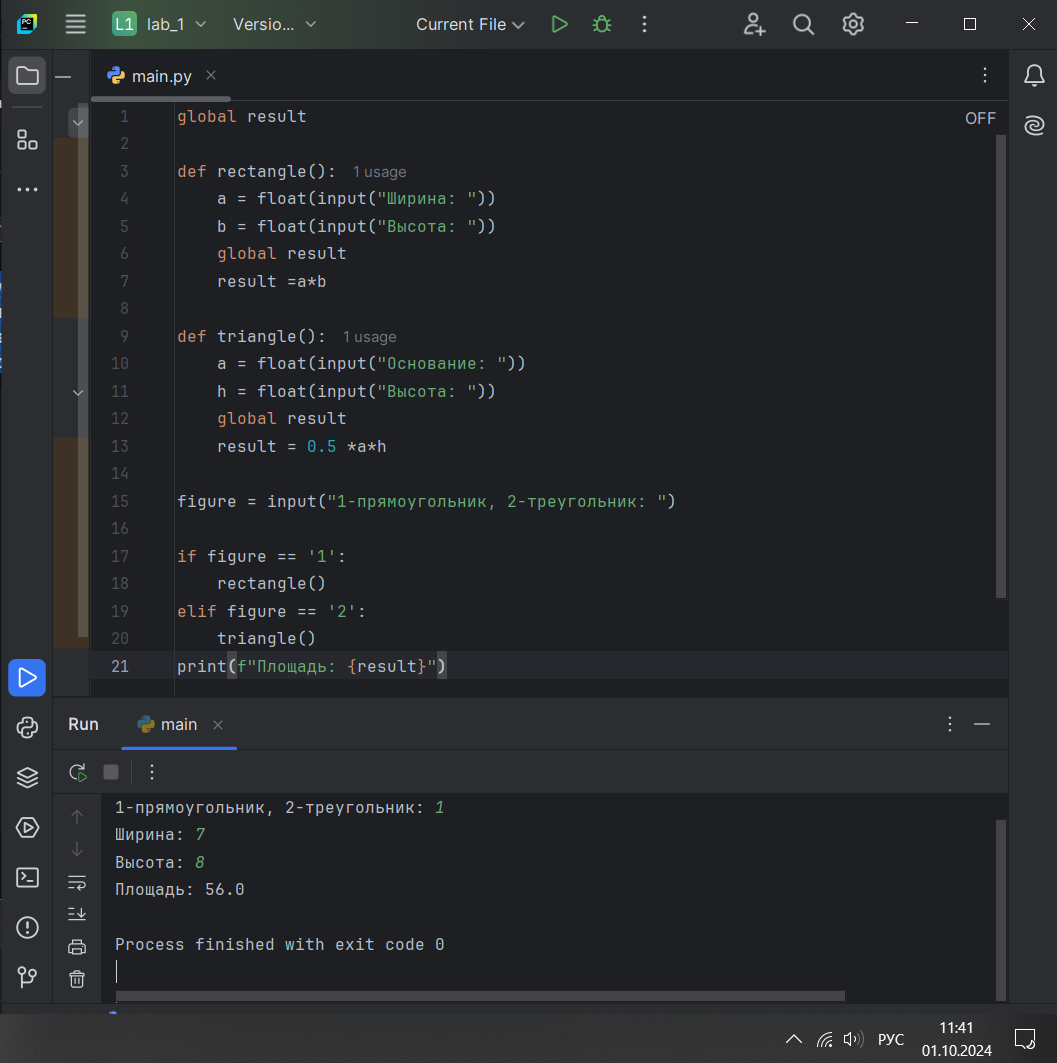 PC L1 lab_1 Versio... Current File
main.py
OFF
1 global result
2
3 def rectangle(): 1 usage
4 a = float(input("Ширина: "))
5 b = float(input("Высота: "))
6 global result
7 result =a*b
8
9 def triangle(): 1 usage
10 a = float(input("Основание: "))
11 h = float(input("Высота: "))
12 global result
13 result = 0.5 *a*h
14
15 figure = input("1-прямоугольник, 2-треугольник: ")
16
17 if figure == '1':
18 rectangle()
19 elif figure == '2':
20 triangle()
21 print(f"Площадь: {result}")
Run main
1-прямоугольник, 2-треугольник: 1
Ширина: 7
Высота: 8
Площадь: 56.0
Process finished with exit code 0
РУС
11:41
01.10.2024